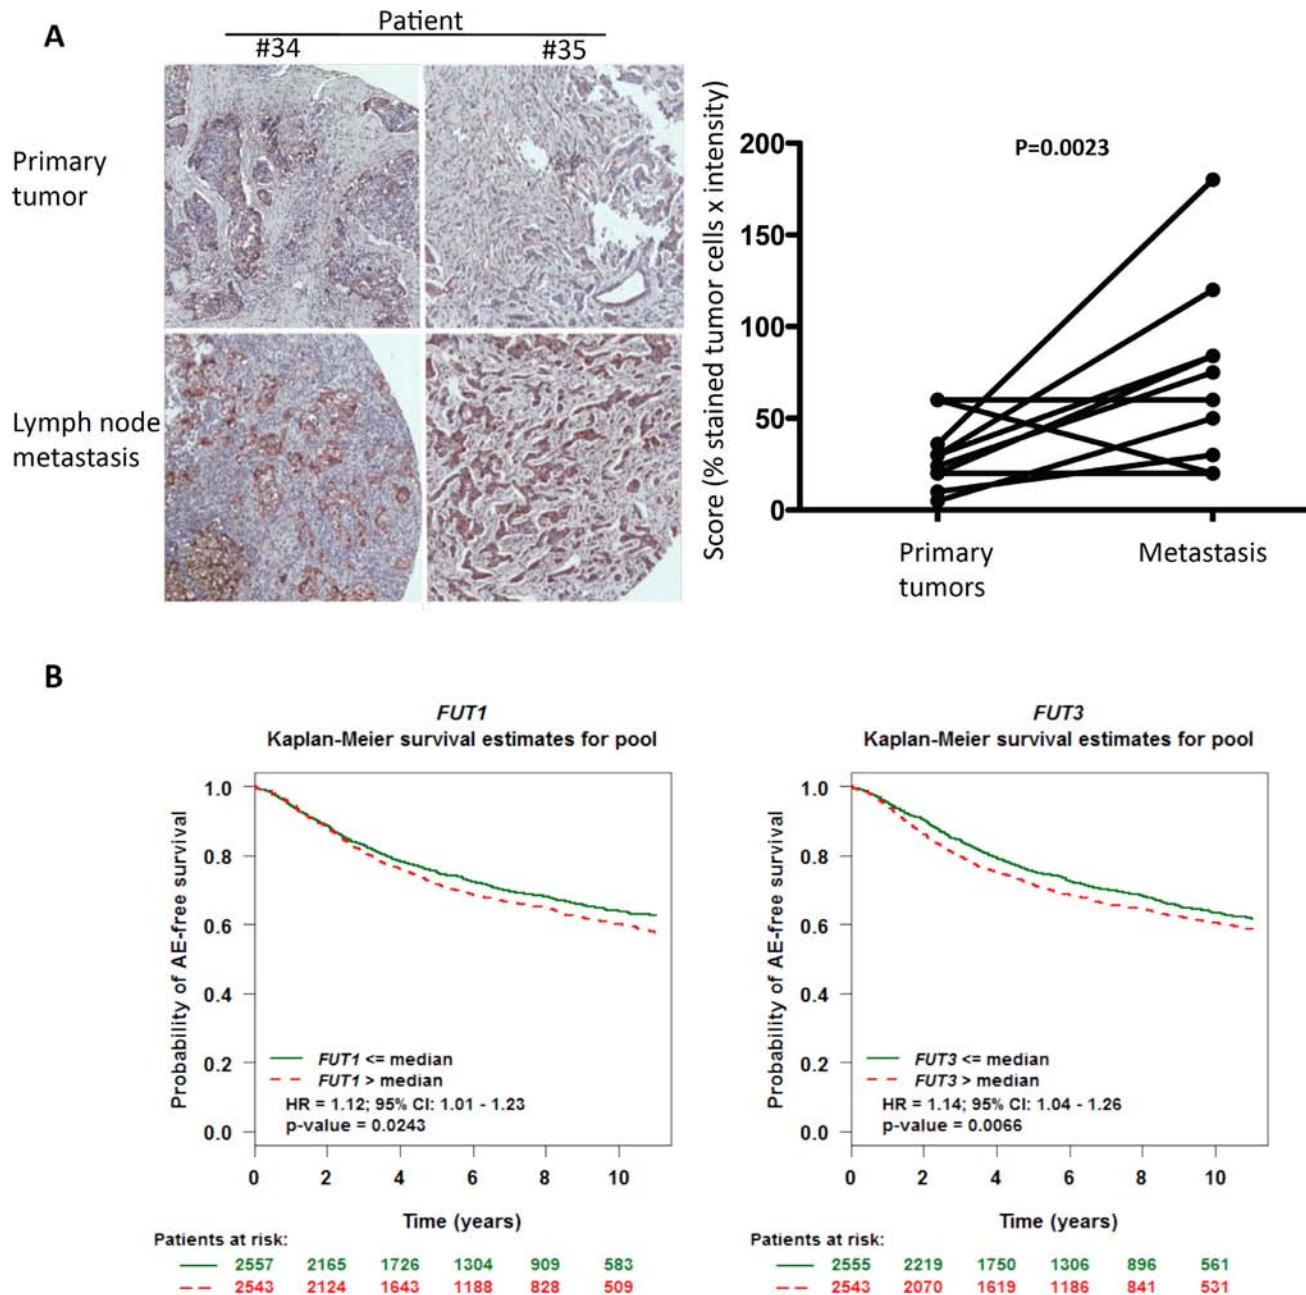 A
Patient
#34 #35
Primary
tumor
Lymph node
metastasis
Score (% stained tumor cells x intensity)
P=0.0023
200
150
100
50
0
Primary
tumors
Metastasis
B
FUT1
Kaplan-Meier survival estimates for pool
Probability of AE-free survival
1.0
0.8
0.6
0.4
0.2
0.0
FUT1 <= median
FUT1 > median
HR = 1.12; 95% CI: 1.01 - 1.23
p-value = 0.0243
0 2 4 6 8 10
Time (years)
Patients at risk:
2557 2165 1726 1304 909 583
2543 2124 1643 1188 828 509
FUT3
Kaplan-Meier survival estimates for pool
Probability of AE-free survival
1.0
0.8
0.6
0.4
0.2
0.0
FUT3 <= median
FUT3 > median
HR = 1.14; 95% CI: 1.04 - 1.26
p-value = 0.0066
0 2 4 6 8 10
Time (years)
Patients at risk:
2555 2219 1750 1306 896 561
2543 2070 1619 1186 841 531